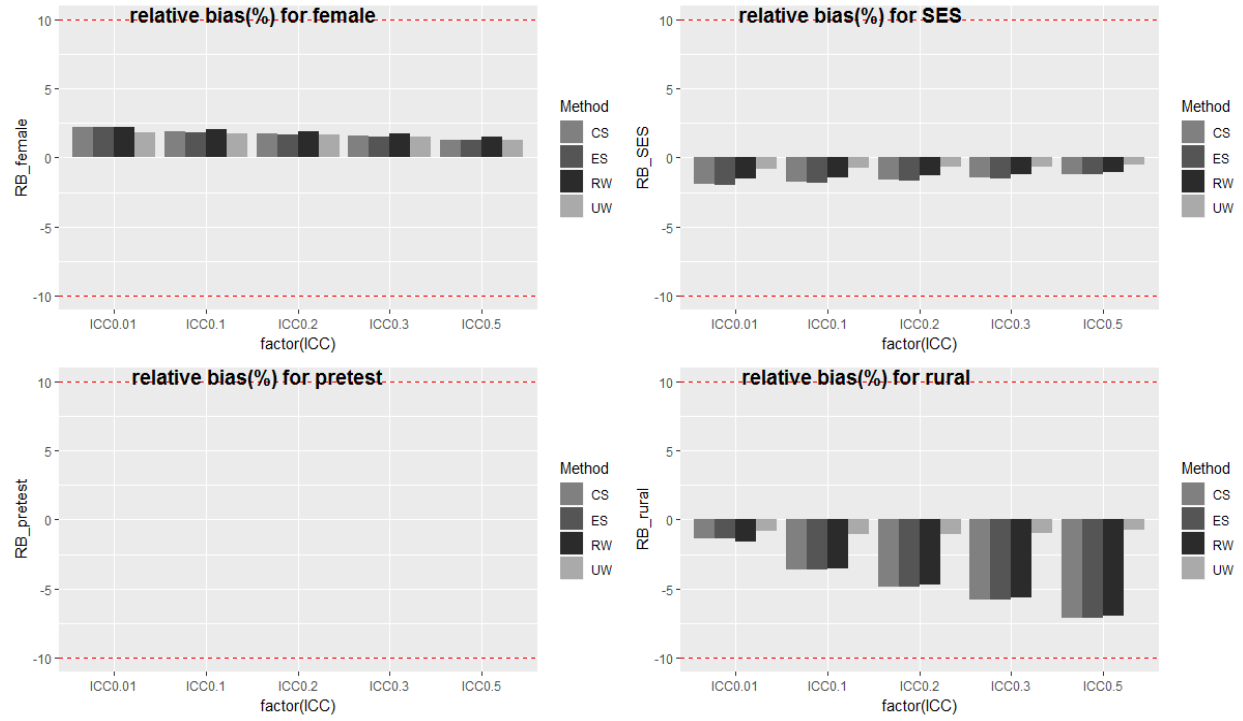 relative bias(%) for female
10
5
0
-5
-10
RB_female
ICC0.01 ICC0.1 ICC0.2 ICC0.3 ICC0.5
factor(ICC)
Method
CS
ES
RW
UW
relative bias(%) for SES
10
5
0
-5
-10
RB_SES
ICC0.01 ICC0.1 ICC0.2 ICC0.3 ICC0.5
factor(ICC)
Method
CS
ES
RW
UW
relative bias(%) for pretest
10
5
0
-5
-10
RB_pretest
ICC0.01 ICC0.1 ICC0.2 ICC0.3 ICC0.5
factor(ICC)
Method
CS
ES
RW
UW
relative bias(%) for rural
10
5
0
-5
-10
RB_rural
ICC0.01 ICC0.1 ICC0.2 ICC0.3 ICC0.5
factor(ICC)
Method
CS
ES
RW
UW